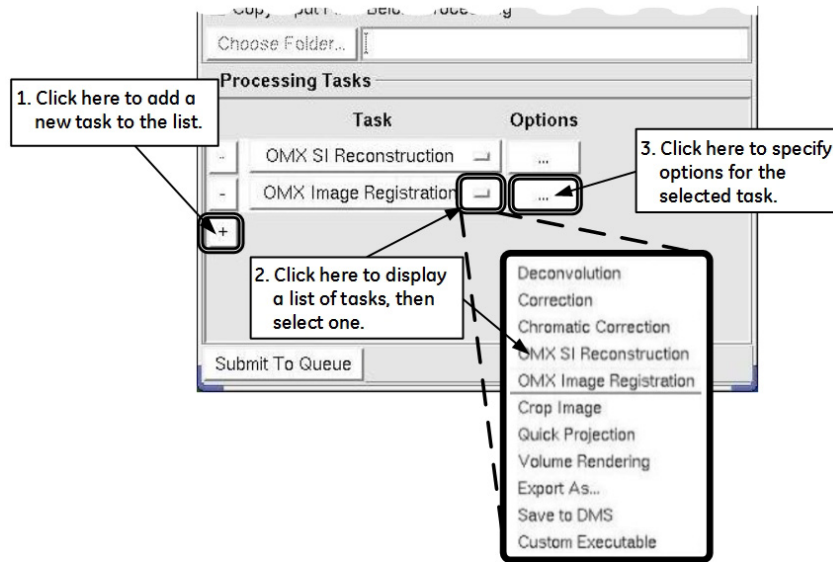 Choose Folder...
Processing Tasks
1. Click here to add a
new task to the list.
Task Options
- OMX SI Reconstruction ...
- OMX Image Registration ...
+
3. Click here to specify
options for the
selected task.
2. Click here to display
a list of tasks, then
select one.
Submit To Queue
Deconvolution
Correction
Chromatic Correction
OMX SI Reconstruction
OMX Image Registration
Crop Image
Quick Projection
Volume Rendering
Export As...
Save to DMS
Custom Executable